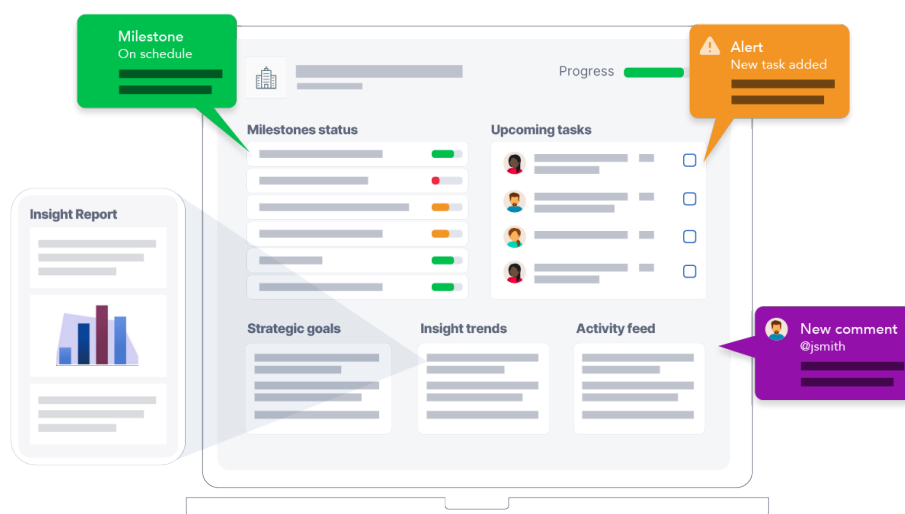 Milestone
On schedule
Alert
New task added
Progress
Milestones status
Upcoming tasks
Insight Report
Strategic goals
Insight trends
Activity feed
New comment
@jsmith